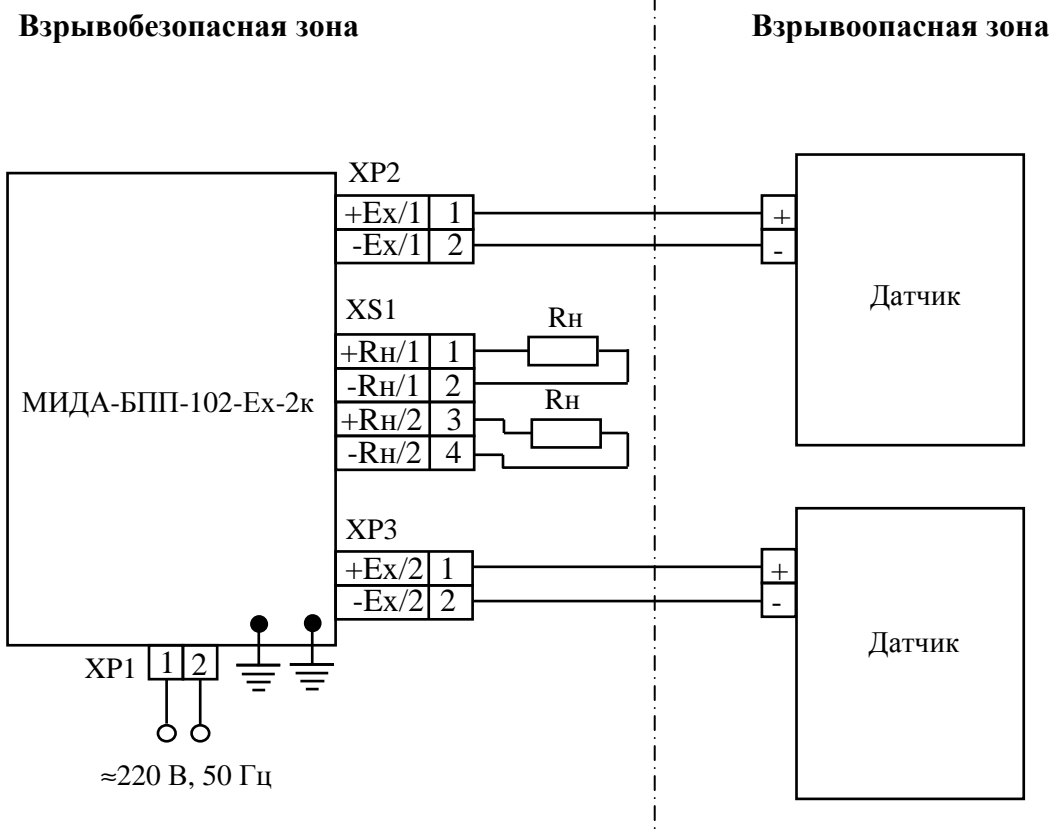 Взрывобезопасная зона
Взрывоопасная зона
XP2
+Ex/1 1
-Ex/1 2
+
-
Датчик
XS1
Rн
+Rн/1 1
-Rн/1 2
МИДА-БПП-102-Ex-2к
Rн
+Rн/2 3
-Rн/2 4
XP3
+Ex/2 1
-Ex/2 2
+
-
Датчик
XP1 1 2
≈220 В, 50 Гц